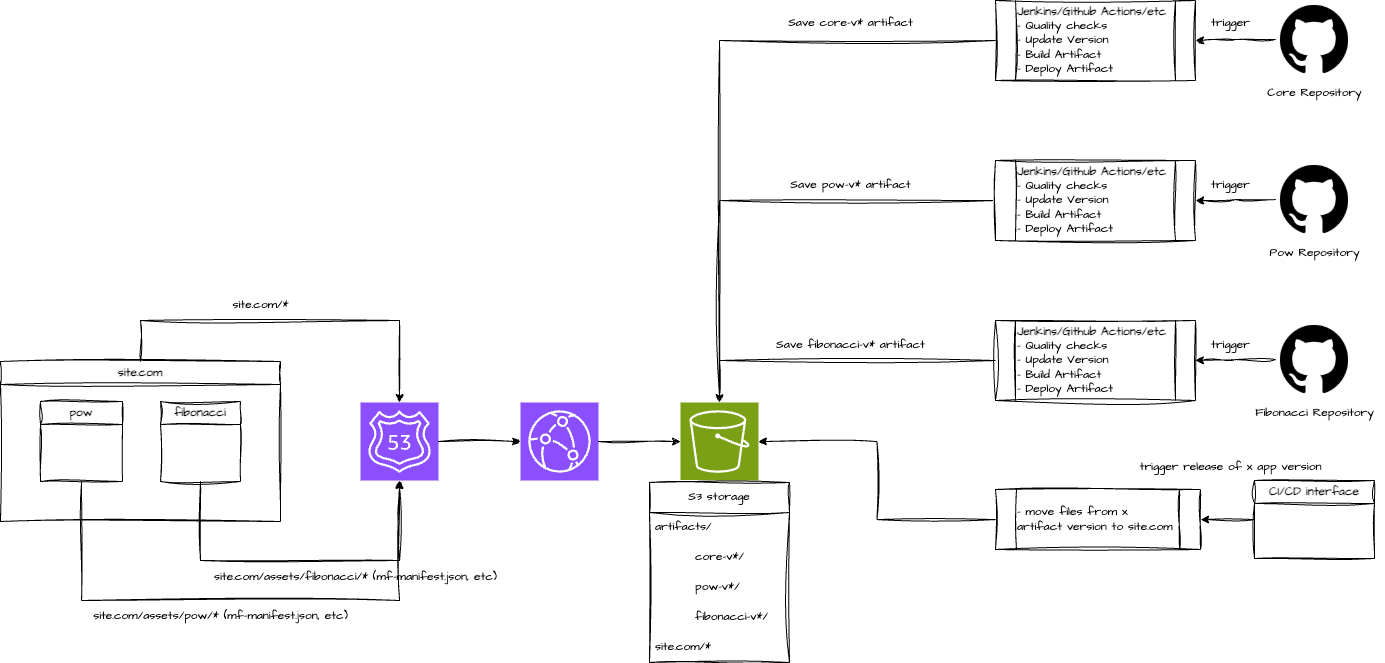 Save core-v* artifact
Jenkins/Github Actions/etc
- Quality checks
- Update Version
- Build Artifact
- Deploy Artifact
trigger
Core Repository
Save pow-v* artifact
Jenkins/Github Actions/etc
- Quality checks
- Update Version
- Build Artifact
- Deploy Artifact
trigger
Pow Repository
site.com/*
Save fibonacci-v* artifact
Jenkins/Github Actions/etc
- Quality checks
- Update Version
- Build Artifact
- Deploy Artifact
trigger
Fibonacci Repository
site.com
pow
fibonacci
53
trigger release of x app version
CI/CD interface
- move files from x
artifact version to site.com
S3 storage
artifacts/
core-v*/
pow-v*/
fibonacci-v*/
site.com/*
site.com/assets/fibonacci/* (mf-manifest.json, etc)
site.com/assets/pow/* (mf-manifest.json, etc)